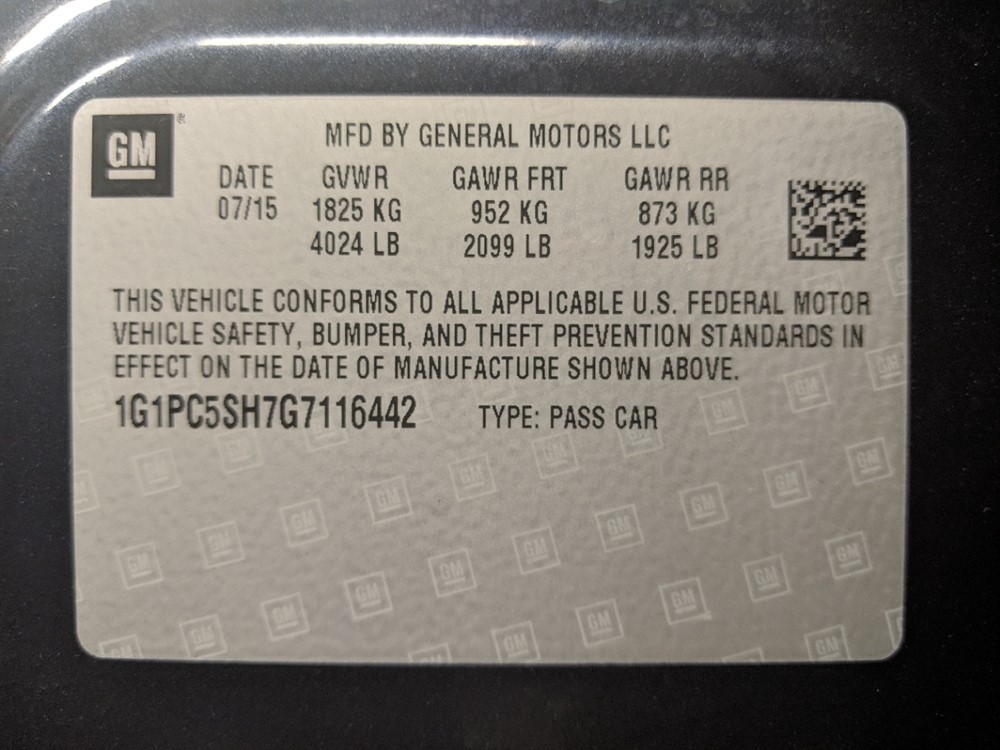 GM®
MFD BY GENERAL MOTORS LLC
DATE GVWR GAWR FRT GAWR RR
07/15 1825 KG 952 KG 873 KG
4024 LB 2099 LB 1925 LB
THIS VEHICLE CONFORMS TO ALL APPLICABLE U.S. FEDERAL MOTOR
VEHICLE SAFETY, BUMPER, AND THEFT PREVENTION STANDARDS IN
EFFECT ON THE DATE OF MANUFACTURE SHOWN ABOVE.
1G1PC5SH7G7116442 TYPE: PASS CAR